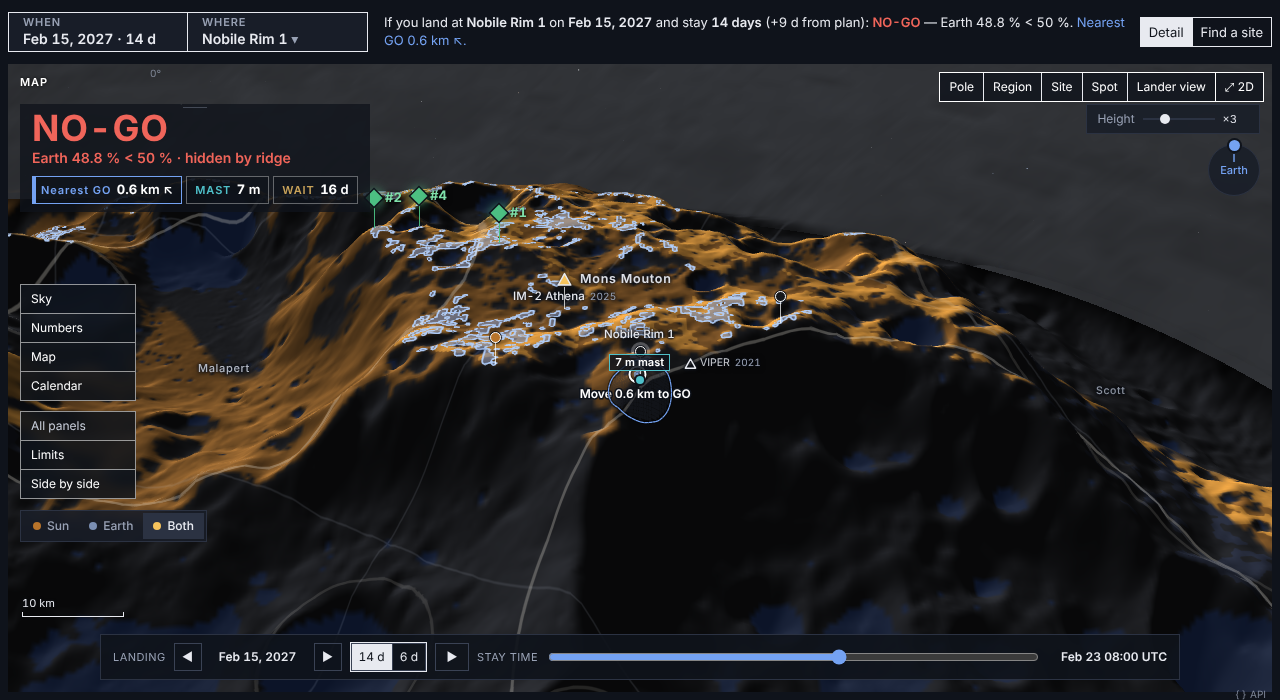 WHEN
Feb 15, 2027 · 14 d
WHERE
Nobile Rim 1 ▾
If you land at Nobile Rim 1 on Feb 15, 2027 and stay 14 days (+9 d from plan): NO-GO — Earth 48.8 % < 50 %. Nearest
GO 0.6 km ↖.
Detail
Find a site
MAP
0°
Pole
Region
Site
Spot
Lander view
⤢ 2D
Height
×3
Earth
NO-GO
Earth 48.8 % < 50 % · hidden by ridge
Nearest GO 0.6 km ↖
MAST 7 m
WAIT 16 d
#2
#4
#1
Mons Mouton
IM-2 Athena 2025
Nobile Rim 1
7 m mast
VIPER 2021
Move 0.6 km to GO
Malapert
Scott
Sky
Numbers
Map
Calendar
All panels
Limits
Side by side
Sun
Earth
Both
10 km
LANDING
◀
Feb 15, 2027
▶
14 d
6 d
▶
STAY TIME
Feb 23 08:00 UTC
{ } API